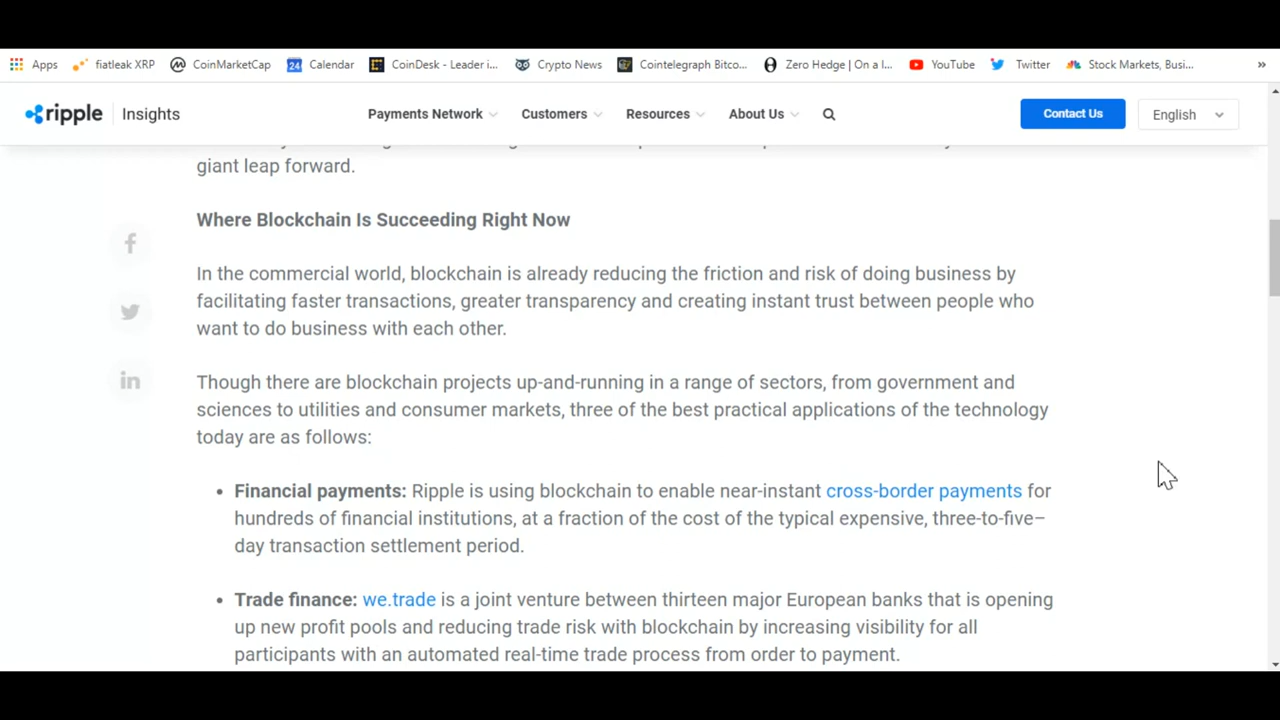 Apps fiatleak XRP CoinMarketCap 24 Calendar CoinDesk - Leader i... Crypto News Cointelegraph Bitco... Zero Hedge | On a l... YouTube Twitter Stock Markets, Busi... »
ripple | Insights Payments Network Customers Resources About Us Contact Us English
giant leap forward.
Where Blockchain Is Succeeding Right Now
In the commercial world, blockchain is already reducing the friction and risk of doing business by
facilitating faster transactions, greater transparency and creating instant trust between people who
want to do business with each other.
Though there are blockchain projects up-and-running in a range of sectors, from government and
sciences to utilities and consumer markets, three of the best practical applications of the technology
today are as follows:
• Financial payments: Ripple is using blockchain to enable near-instant cross-border payments for
hundreds of financial institutions, at a fraction of the cost of the typical expensive, three-to-five–
day transaction settlement period.
• Trade finance: we.trade is a joint venture between thirteen major European banks that is opening
up new profit pools and reducing trade risk with blockchain by increasing visibility for all
participants with an automated real-time trade process from order to payment.